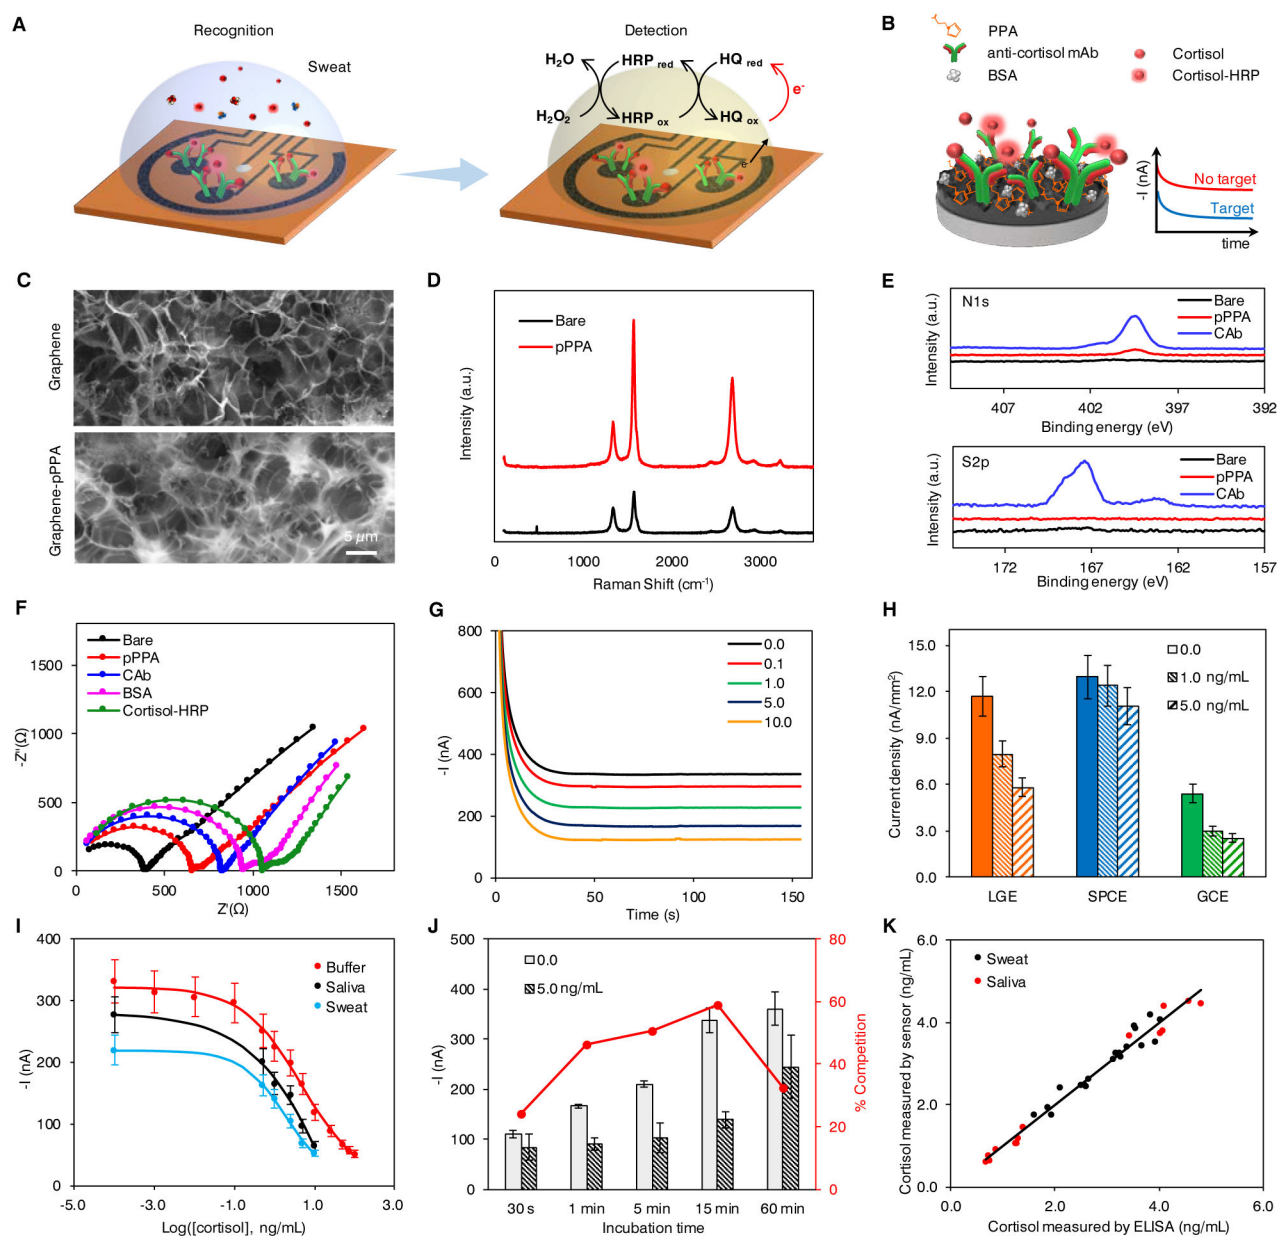 A
Recognition
Sweat
Detection
H2O
HRP red
HQ red
e-
H2O2
HRP ox
HQ ox
e-
B
PPA
anti-cortisol mAb
BSA
Cortisol
Cortisol-HRP
-I (nA)
No target
Target
time
C
Graphene
Graphene-pPPA
5 µm
D
Bare
pPPA
Intensity (a.u.)
0 1000 2000 3000
Raman Shift (cm-1)
E
N1s
Bare
pPPA
CAb
Intensity (a.u.)
407 402 397 392
Binding energy (eV)
S2p
Bare
pPPA
CAb
Intensity (a.u.)
172 167 162 157
Binding energy (eV)
F
Bare
pPPA
CAb
BSA
Cortisol-HRP
-Z''(Ω)
1500
1000
500
0
0 500 1000 1500
Z'(Ω)
G
-I (nA)
800
600
400
200
0
0.0
0.1
1.0
5.0
10.0
0 50 100 150
Time (s)
H
Current density (nA/mm2)
15.0
12.0
9.0
6.0
3.0
0.0
0.0
1.0 ng/mL
5.0 ng/mL
LGE SPCE GCE
I
-I (nA)
400
300
200
100
0
Buffer
Saliva
Sweat
-5.0 -3.0 -1.0 1.0 3.0
Log([cortisol], ng/mL)
J
-I (nA)
500
400
300
200
100
0
0.0
5.0 ng/mL
80
60
40
20
0
% Competition
30 s 1 min 5 min 15 min 60 min
Incubation time
K
Cortisol measured by sensor (ng/mL)
6.0
4.0
2.0
0
Sweat
Saliva
0.0 2.0 4.0 6.0
Cortisol measured by ELISA (ng/mL)